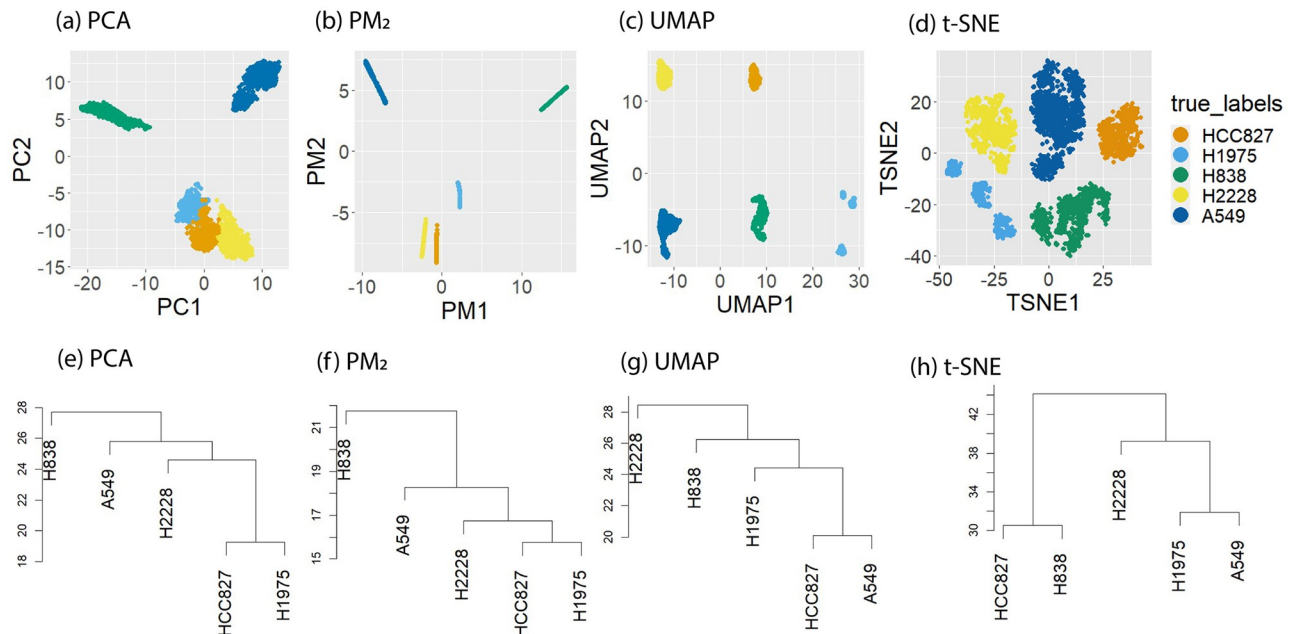 (a) PCA
(b) PM₂
(c) UMAP
(d) t-SNE
10
5
0
-5
-10
-15
PC2
-20
-10
0
10
PC1
5
0
-5
PM2
-10
0
10
PM1
10
0
-10
UMAP2
-10
0
10
20
30
UMAP1
20
0
-20
-40
TSNE2
-50
-25
0
25
TSNE1
true_labels
HCC827
H1975
H838
H2228
A549
(e) PCA
(f) PM₂
(g) UMAP
(h) t-SNE
28
26
24
22
20
18
H838
A549
H2228
HCC827
H1975
21
19
18
17
16
15
H838
A549
H2228
HCC827
H1975
28
26
24
22
20
H2228
H838
H1975
HCC827
A549
42
38
34
30
HCC827
H838
H2228
H1975
A549